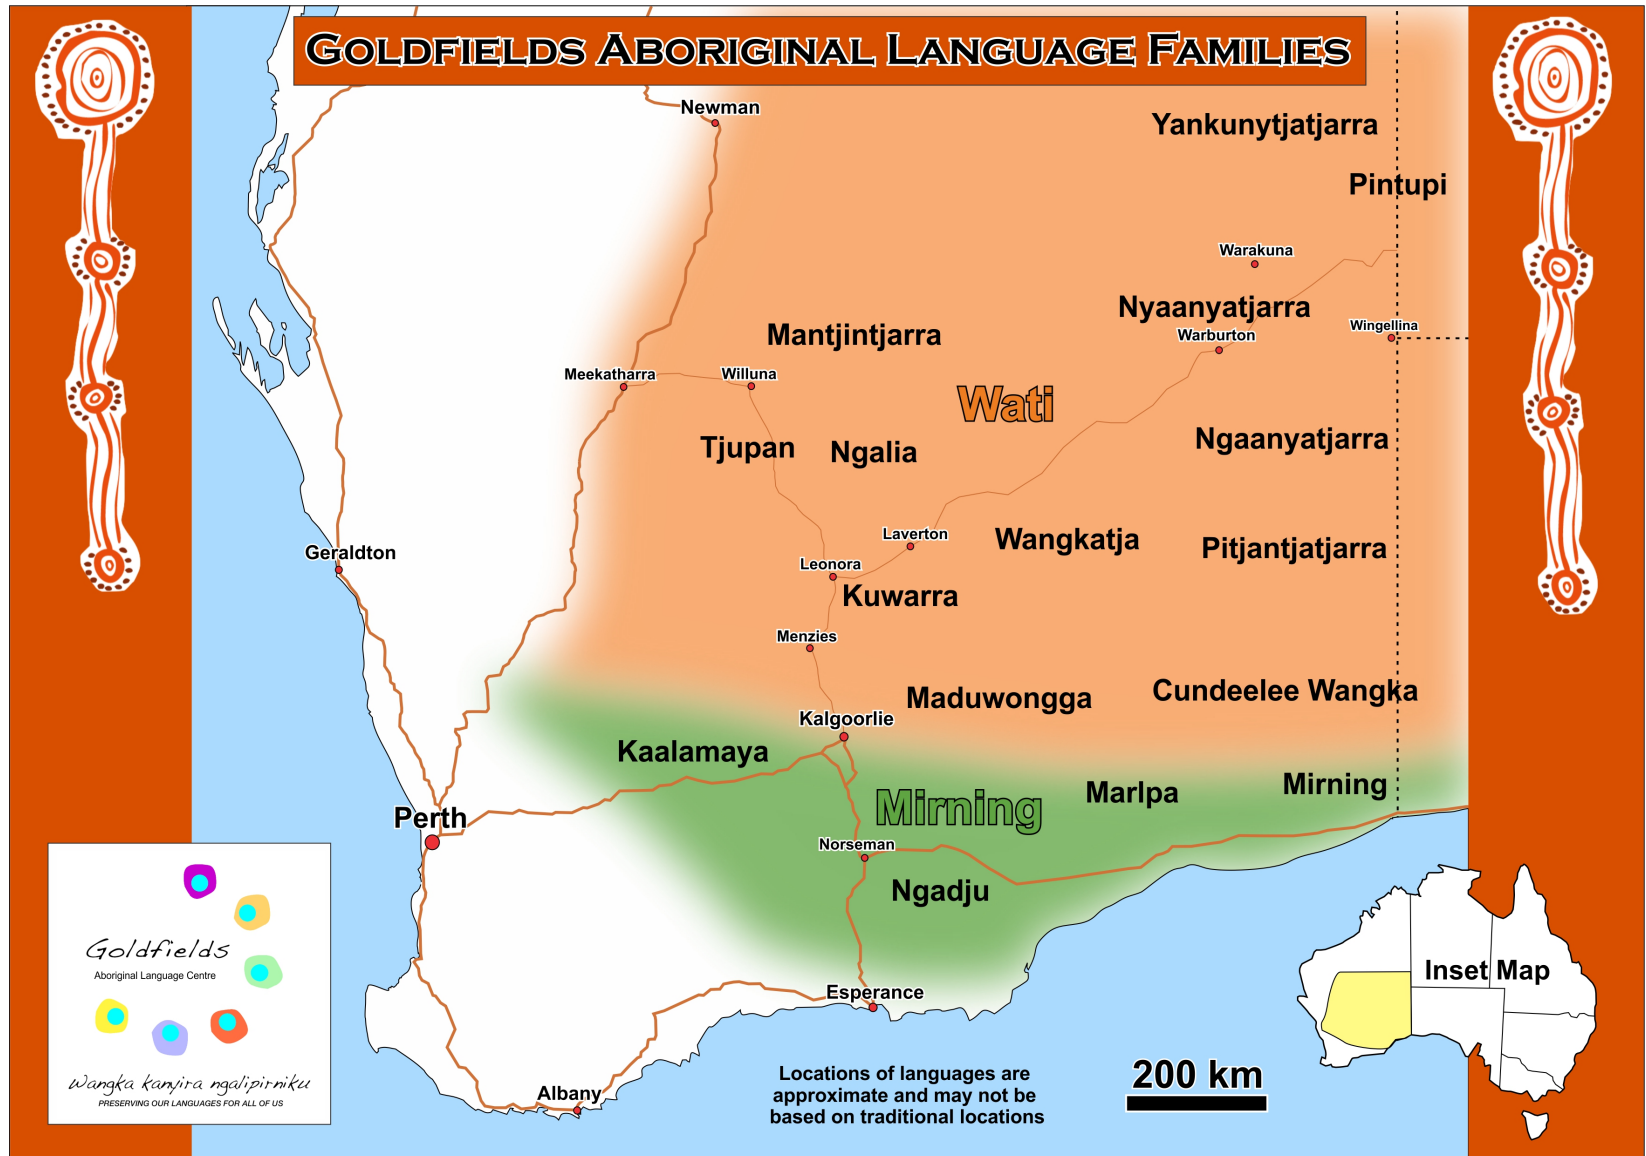 GOLDFIELDS ABORIGINAL LANGUAGE FAMILIES
Newman
Yankunytjatjarra
Pintupi
Warakuna
Nyaanyatjarra
Mantjintjarra
Warburton
Wingellina
Meekatharra
Willuna
Wati
Tjupan
Ngalia
Ngaanyatjarra
Laverton
Wangkatja
Pitjantjatjarra
Geraldton
Leonora
Kuwarra
Menzies
Maduwongga
Cundeelee Wangka
Kalgoorlie
Kaalamaya
Marlpa
Mirning
Mirning
Perth
Norseman
Ngadju
Esperance
Albany
Goldfields
Aboriginal Language Centre
Wangka kanyira ngalipirniku
PRESERVING OUR LANGUAGES FOR ALL OF US
Locations of languages are
approximate and may not be
based on traditional locations
200 km
Inset Map